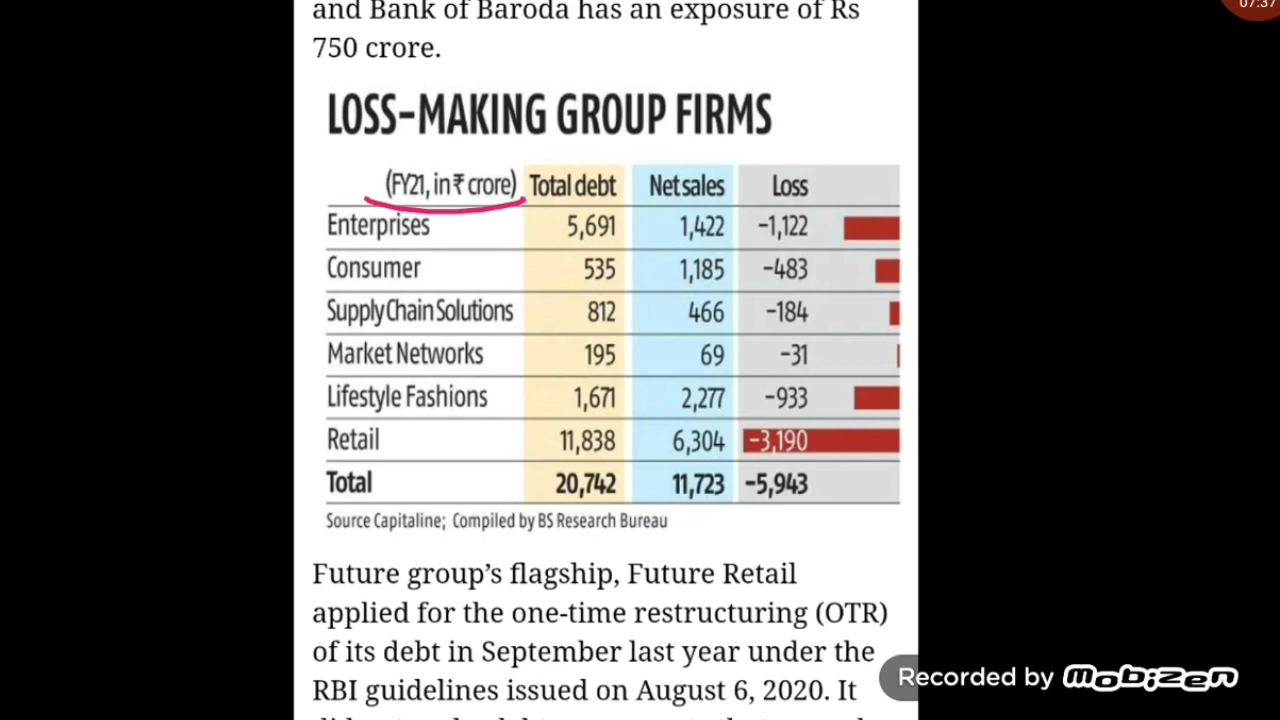 07:37
and Bank of Baroda has an exposure of Rs
750 crore.
LOSS-MAKING GROUP FIRMS
(FY21, in ₹ crore) Total debt Net sales Loss
Enterprises 5,691 1,422 -1,122
Consumer 535 1,185 -483
Supply Chain Solutions 812 466 -184
Market Networks 195 69 -31
Lifestyle Fashions 1,671 2,277 -933
Retail 11,838 6,304 -3,190
Total 20,742 11,723 -5,943
Source Capitaline; Compiled by BS Research Bureau
Future group’s flagship, Future Retail
applied for the one-time restructuring (OTR)
of its debt in September last year under the
RBI guidelines issued on August 6, 2020. It
Recorded by Mobizen